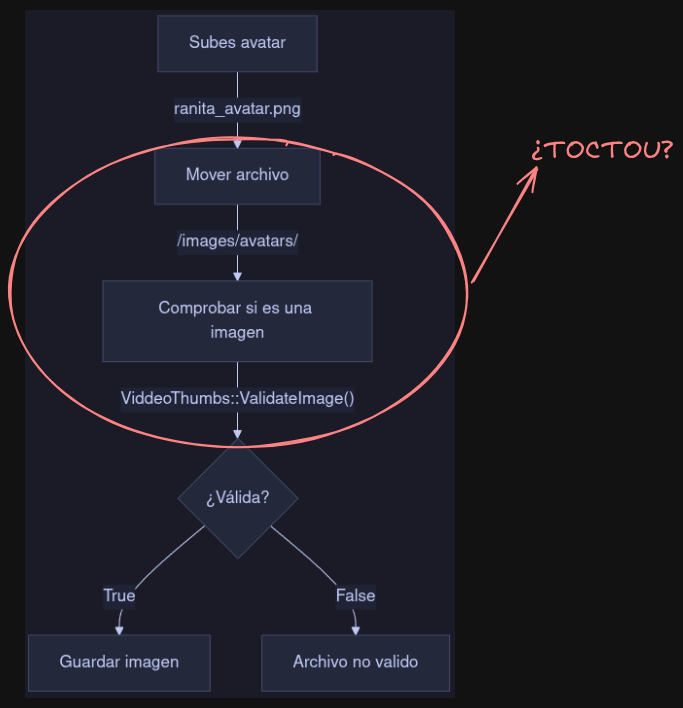 Subes avatar
ranita_avatar.png
¿TOCTOU?
Mover archivo
/images/avatars/
Comprobar si es una
imagen
ViddeoThumbs::ValidateImage()
¿Válida?
True
False
Guardar imagen
Archivo no valido